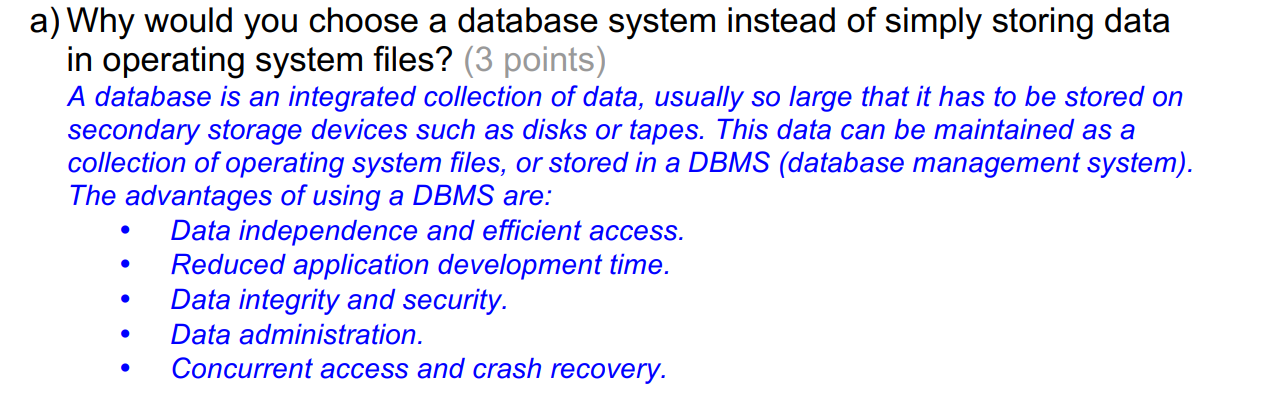 a) Why would you choose a database system instead of simply storing data
in operating system files? (3 points)
A database is an integrated collection of data, usually so large that it has to be stored on
secondary storage devices such as disks or tapes. This data can be maintained as a
collection of operating system files, or stored in a DBMS (database management system).
The advantages of using a DBMS are:
• Data independence and efficient access.
• Reduced application development time.
• Data integrity and security.
• Data administration.
• Concurrent access and crash recovery.